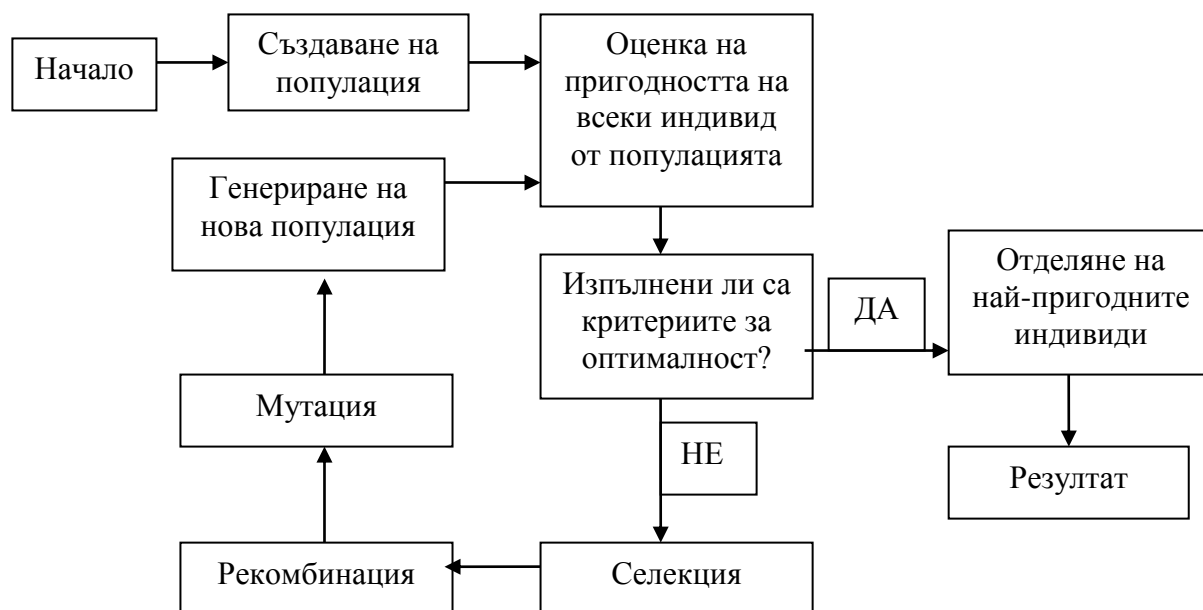 Начало
Създаване на
популация
Оценка на
пригодността на
всеки индивид
от популацията
Генериране на
нова популация
Изпълнени ли са
критериите за
оптималност?
ДА
Отделяне на
най-пригодните
индивиди
Мутация
НЕ
Резултат
Рекомбинация
Селекция